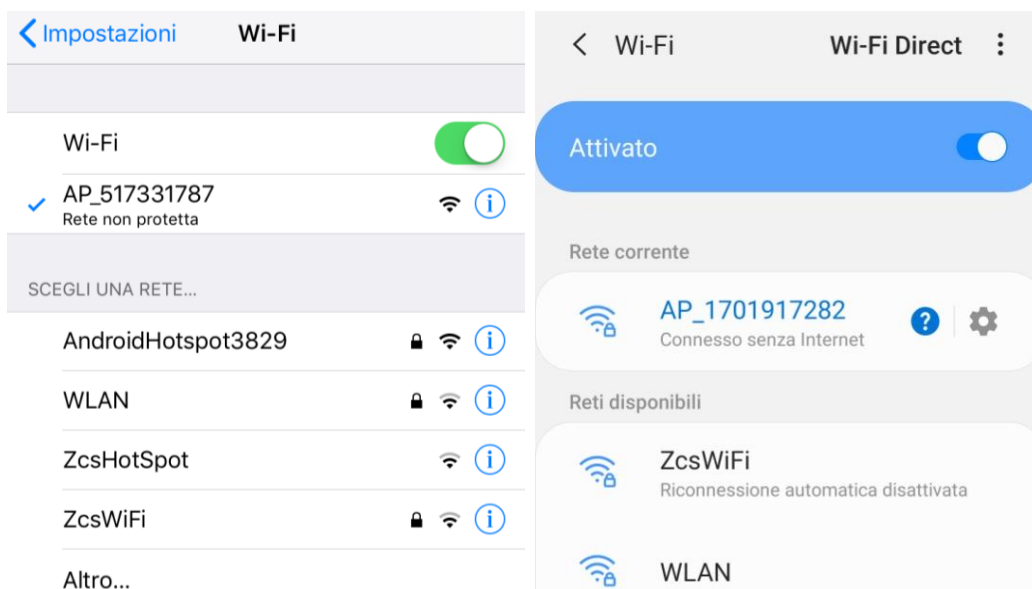 Impostazioni Wi-Fi
Wi-Fi
AP_517331787
Rete non protetta
SCEGLI UNA RETE...
AndroidHotspot3829
WLAN
ZcsHotSpot
ZcsWiFi
Altro...
Wi-Fi Wi-Fi Direct
Attivato
Rete corrente
AP_1701917282
Connesso senza Internet
Reti disponibili
ZcsWiFi
Riconnessione automatica disattivata
WLAN